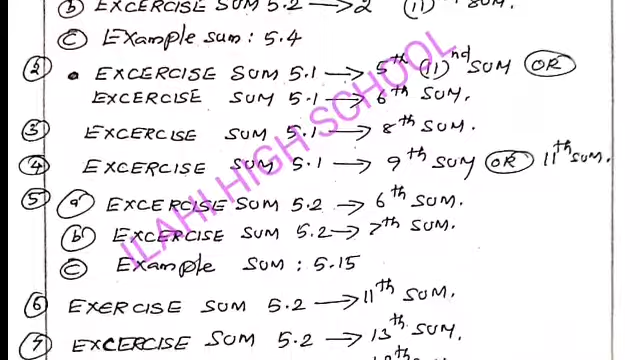 ⓑ EXCERCISE SUM 5.2 → 2 (11) SUM.
ⓒ Example sum: 5.4
② • EXCERCISE SUM 5.1 → 5th (11)nd SUM OR
EXCERCISE SUM 5.1 → 6th SUM.
③ EXCERCISE SUM 5.1 → 8th SUM.
④ EXCERCISE SUM 5.1 → 9th SUM OR 11th SUM.
⑤ ⓐ EXCERCISE SUM 5.2 → 6th SUM.
ⓑ EXCERCISE SUM 5.2 → 7th SUM.
ⓒ Example SUM: 5.15
⑥ EXERCISE SUM 5.2 → 11th SUM.
⑦ EXCERCISE SUM 5.2 → 13th SUM.
ILAHI HIGH SCHOOL